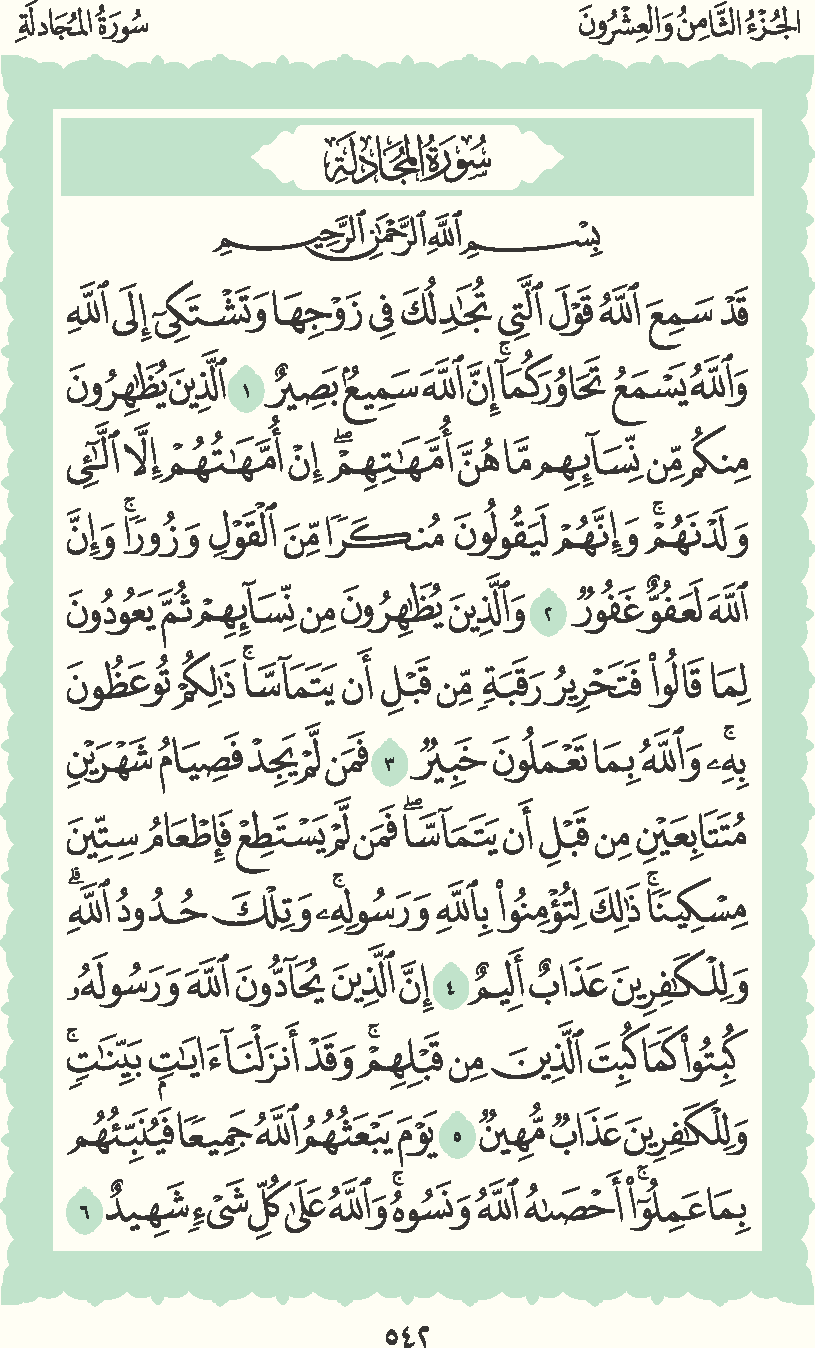 الجُزْءُ الثَّامِنُ وَالعِشْرُونَ
سُورَةُ المُجَادلَةِ
سُورَةُ المُجَادلَةِ
بِسْمِ ٱللَّهِ ٱلرَّحْمَٰنِ ٱلرَّحِيمِ
قَدْ سَمِعَ ٱللَّهُ قَوْلَ ٱلَّتِي تُجَٰدِلُكَ فِي زَوْجِهَا وَتَشْتَكِيٓ إِلَى ٱللَّهِ
وَٱللَّهُ يَسْمَعُ تَحَاوُرَكُمَآۚ إِنَّ ٱللَّهَ سَمِيعُۢ بَصِيرٌ ١ ٱلَّذِينَ يُظَٰهِرُونَ
مِنكُم مِّن نِّسَآئِهِم مَّا هُنَّ أُمَّهَٰتِهِمْۖ إِنْ أُمَّهَٰتُهُمْ إِلَّا ٱلَّٰٓـِٔي
وَلَدْنَهُمْۚ وَإِنَّهُمْ لَيَقُولُونَ مُنكَرٗا مِّنَ ٱلْقَوْلِ وَزُورٗاۚ وَإِنَّ
ٱللَّهَ لَعَفُوٌّ غَفُورٞ ٢ وَٱلَّذِينَ يُظَٰهِرُونَ مِن نِّسَآئِهِمْ ثُمَّ يَعُودُونَ
لِمَا قَالُواْ فَتَحْرِيرُ رَقَبَةٖ مِّن قَبْلِ أَن يَتَمَآسَّاۚ ذَٰلِكُمْ تُوعَظُونَ
بِهِۦۚ وَٱللَّهُ بِمَا تَعْمَلُونَ خَبِيرٞ ٣ فَمَن لَّمْ يَجِدْ فَصِيَامُ شَهْرَيْنِ
مُتَتَابِعَيْنِ مِن قَبْلِ أَن يَتَمَآسَّاۖ فَمَن لَّمْ يَسْتَطِعْ فَإِطْعَامُ سِتِّينَ
مِسْكِينٗاۚ ذَٰلِكَ لِتُؤْمِنُواْ بِٱللَّهِ وَرَسُولِهِۦۚ وَتِلْكَ حُدُودُ ٱللَّهِۗ
وَلِلْكَٰفِرِينَ عَذَابٌ أَلِيمٌ ٤ إِنَّ ٱلَّذِينَ يُحَآدُّونَ ٱللَّهَ وَرَسُولَهُۥ
كُبِتُواْ كَمَا كُبِتَ ٱلَّذِينَ مِن قَبْلِهِمْۚ وَقَدْ أَنزَلْنَآ ءَايَٰتِۭ بَيِّنَٰتٖۚ
وَلِلْكَٰفِرِينَ عَذَابٞ مُّهِينٞ ٥ يَوْمَ يَبْعَثُهُمُ ٱللَّهُ جَمِيعٗا فَيُنَبِّئُهُم
بِمَا عَمِلُوٓاْۚ أَحْصَىٰهُ ٱللَّهُ وَنَسُوهُۚ وَٱللَّهُ عَلَىٰ كُلِّ شَيْءٖ شَهِيدٌ ٦
٥٤٢